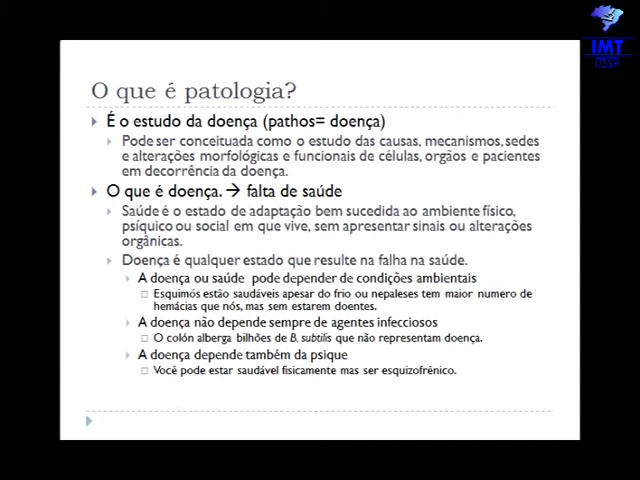 IMT
USP
O que é patologia?
É o estudo da doença (pathos= doença)
Pode ser conceituada como o estudo das causas, mecanismos, sedes
e alterações morfológicas e funcionais de células, orgãos e pacientes
em decorrência da doença.
O que é doença. → falta de saúde
Saúde é o estado de adaptação bem sucedida ao ambiente físico,
psíquico ou social em que vive, sem apresentar sinais ou alterações
orgânicas.
Doença é qualquer estado que resulte na falha na saúde.
A doença ou saúde pode depender de condições ambientais
Esquimós estão saudáveis apesar do frio ou nepaleses tem maior numero de
hemácias que nós, mas sem estarem doentes.
A doença não depende sempre de agentes infecciosos
O colón alberga bilhões de B. subtilis que não representam doença.
A doença depende também da psique
Você pode estar saudável fisicamente mas ser esquizofrênico.